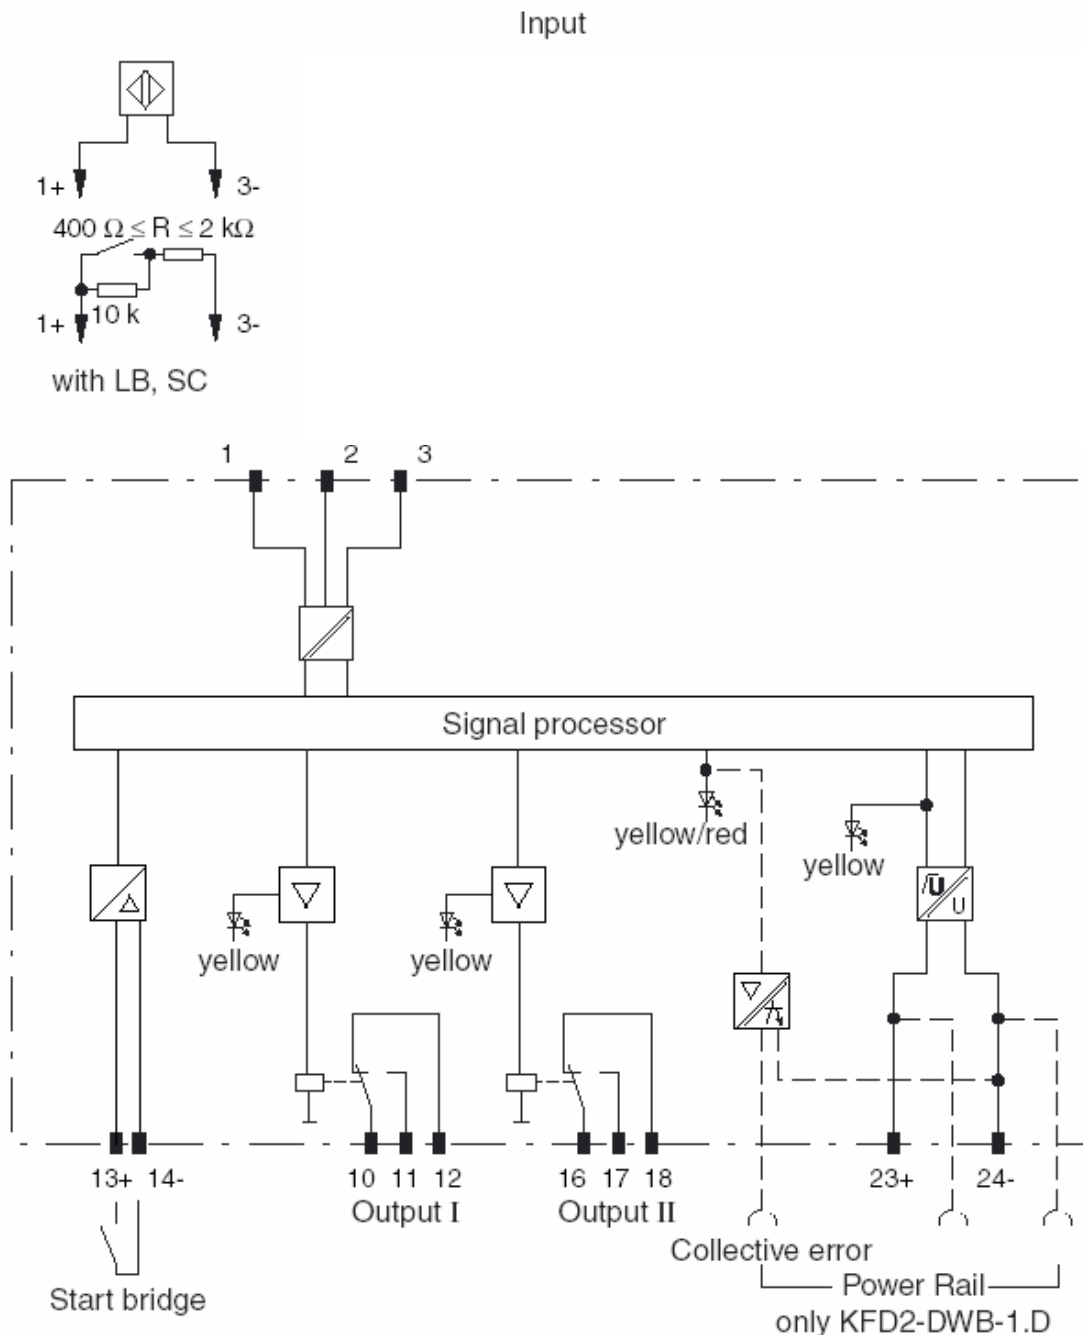 Input
1+ 3-
400 Ω ≤ R ≤ 2 kΩ
10 k
1+ 3-
with LB, SC
1 2 3
Signal processor
yellow/red
yellow
U
U
yellow
yellow
13+ 14-
10 11 12
16 17 18
23+
24-
Output I
Output II
Collective error
Start bridge
Power Rail
only KFD2-DWB-1.D